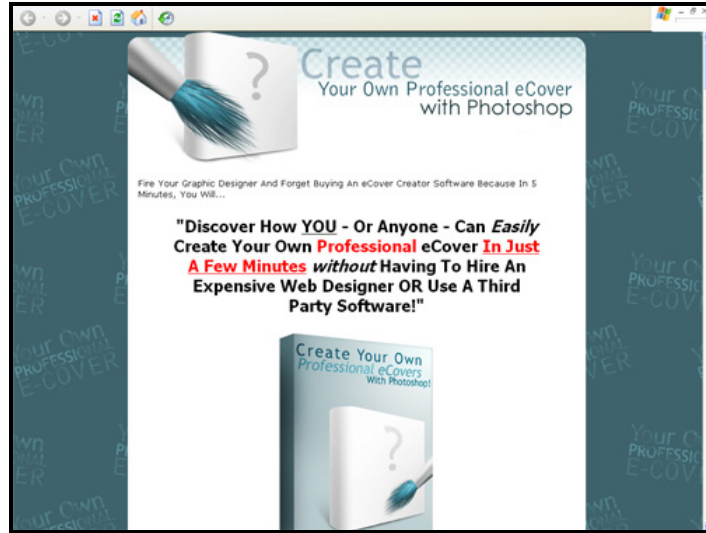 Create
Your Own Professional eCover
with Photoshop
Fire Your Graphic Designer And Forget Buying An eCover Creator Software Because In 5
Minutes, You Will...
"Discover How YOU - Or Anyone - Can Easily
Create Your Own Professional eCover In Just
A Few Minutes without Having To Hire An
Expensive Web Designer OR Use A Third
Party Software!"
Create Your Own
Professional eCovers
With Photoshop!
?
?